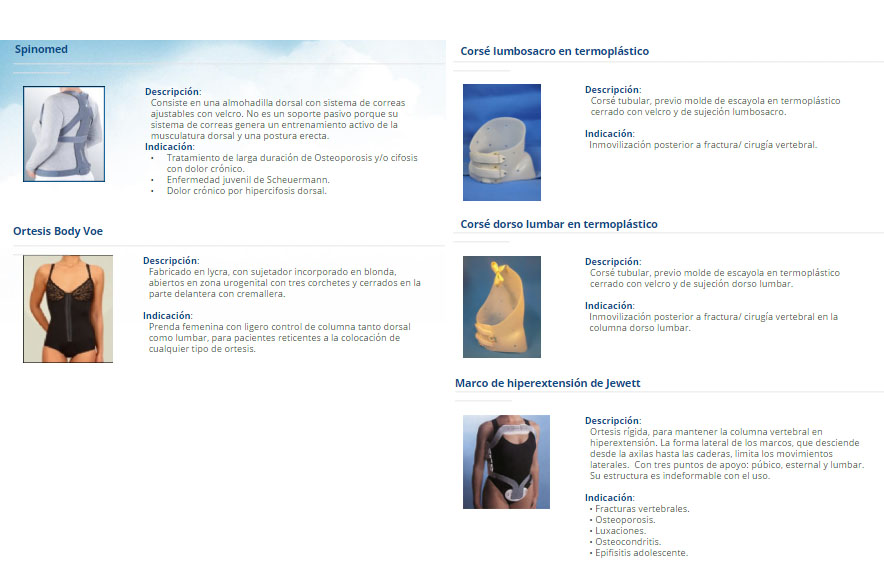 Spinomed
Descripción:
Consiste en una almohadilla dorsal con sistema de correas
ajustables con velcro. No es un soporte pasivo porque su
sistema de correas genera un entrenamiento activo de la
musculatura dorsal y una postura erecta.
Indicación:
• Tratamiento de larga duración de Osteoporosis y/o cifosis
con dolor crónico.
• Enfermedad juvenil de Scheuermann.
• Dolor crónico por hipercifosis dorsal.
Ortesis Body Voe
Descripción:
Fabricado en lycra, con sujetador incorporado en blonda,
abiertos en zona urogenital con tres corchetes y cerrados en la
parte delantera con cremallera.
Indicación:
Prenda femenina con ligero control de columna tanto dorsal
como lumbar, para pacientes reticentes a la colocación de
cualquier tipo de ortesis.
Corsé lumbosacro en termoplástico
Descripción:
Corsé tubular, previo molde de escayola en termoplástico
cerrado con velcro y de sujeción lumbosacro.
Indicación:
Inmovilización posterior a fractura/ cirugía vertebral.
Corsé dorso lumbar en termoplástico
Descripción:
Corsé tubular, previo molde de escayola en termoplástico
cerrado con velcro y de sujeción dorso lumbar.
Indicación:
Inmovilización posterior a fractura/ cirugía vertebral en la
columna dorso lumbar.
Marco de hiperextensión de Jewett
Descripción:
Ortesis rígida, para mantener la columna vertebral en
hiperextensión. La forma lateral de los marcos, que desciende
desde la axilas hasta las caderas, limita los movimientos
laterales. Con tres puntos de apoyo: púbico, esternal y lumbar.
Su estructura es indeformable con el uso.
Indicación:
• Fracturas vertebrales.
• Osteoporosis.
• Luxaciones.
• Osteocondritis.
• Epifisitis adolescente.